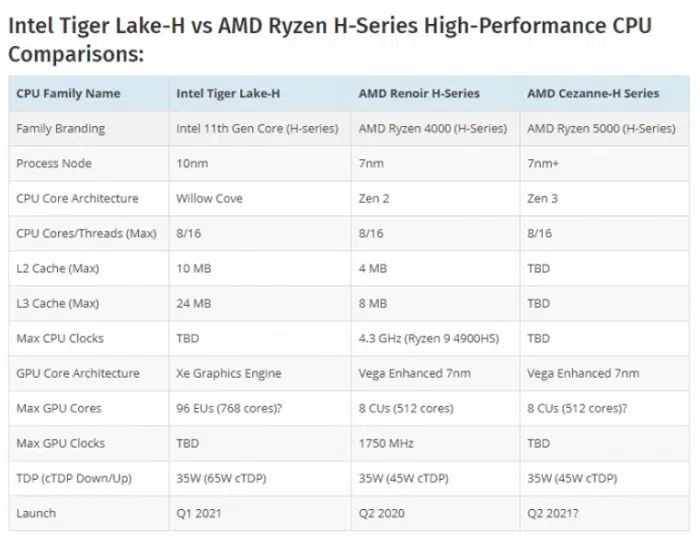 Intel Tiger Lake-H vs AMD Ryzen H-Series High-Performance CPU
Comparisons:
CPU Family Name Intel Tiger Lake-H AMD Renoir H-Series AMD Cezanne-H Series
Family Branding Intel 11th Gen Core (H-series) AMD Ryzen 4000 (H-Series) AMD Ryzen 5000 (H-Series)
Process Node 10nm 7nm 7nm+
CPU Core Architecture Willow Cove Zen 2 Zen 3
CPU Cores/Threads (Max) 8/16 8/16 8/16
L2 Cache (Max) 10 MB 4 MB TBD
L3 Cache (Max) 24 MB 8 MB TBD
Max CPU Clocks TBD 4.3 GHz (Ryzen 9 4900HS) TBD
GPU Core Architecture Xe Graphics Engine Vega Enhanced 7nm Vega Enhanced 7nm
Max GPU Cores 96 EUs (768 cores)? 8 CUs (512 cores) 8 CUs (512 cores)?
Max GPU Clocks TBD 1750 MHz TBD
TDP (cTDP Down/Up) 35W (65W cTDP) 35W (45W cTDP) 35W (45W cTDP)
Launch Q1 2021 Q2 2020 Q2 2021?